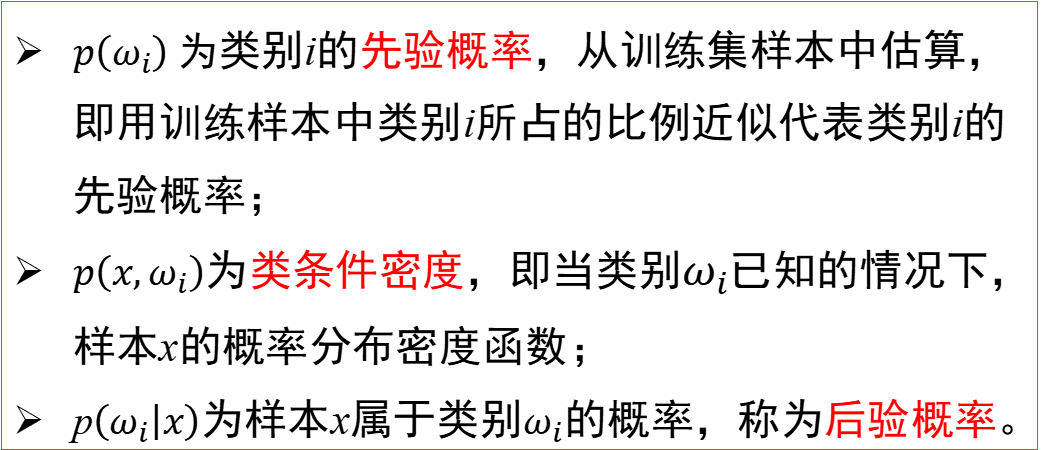 ➢ p(ωᵢ) 为类别i的先验概率，从训练集样本中估算，
即用训练样本中类别i所占的比例近似代表类别i的
先验概率；
➢ p(x, ωᵢ)为类条件密度，即当类别ωᵢ已知的情况下，
样本x的概率分布密度函数；
➢ p(ωᵢ|x)为样本x属于类别ωᵢ的概率，称为后验概率。